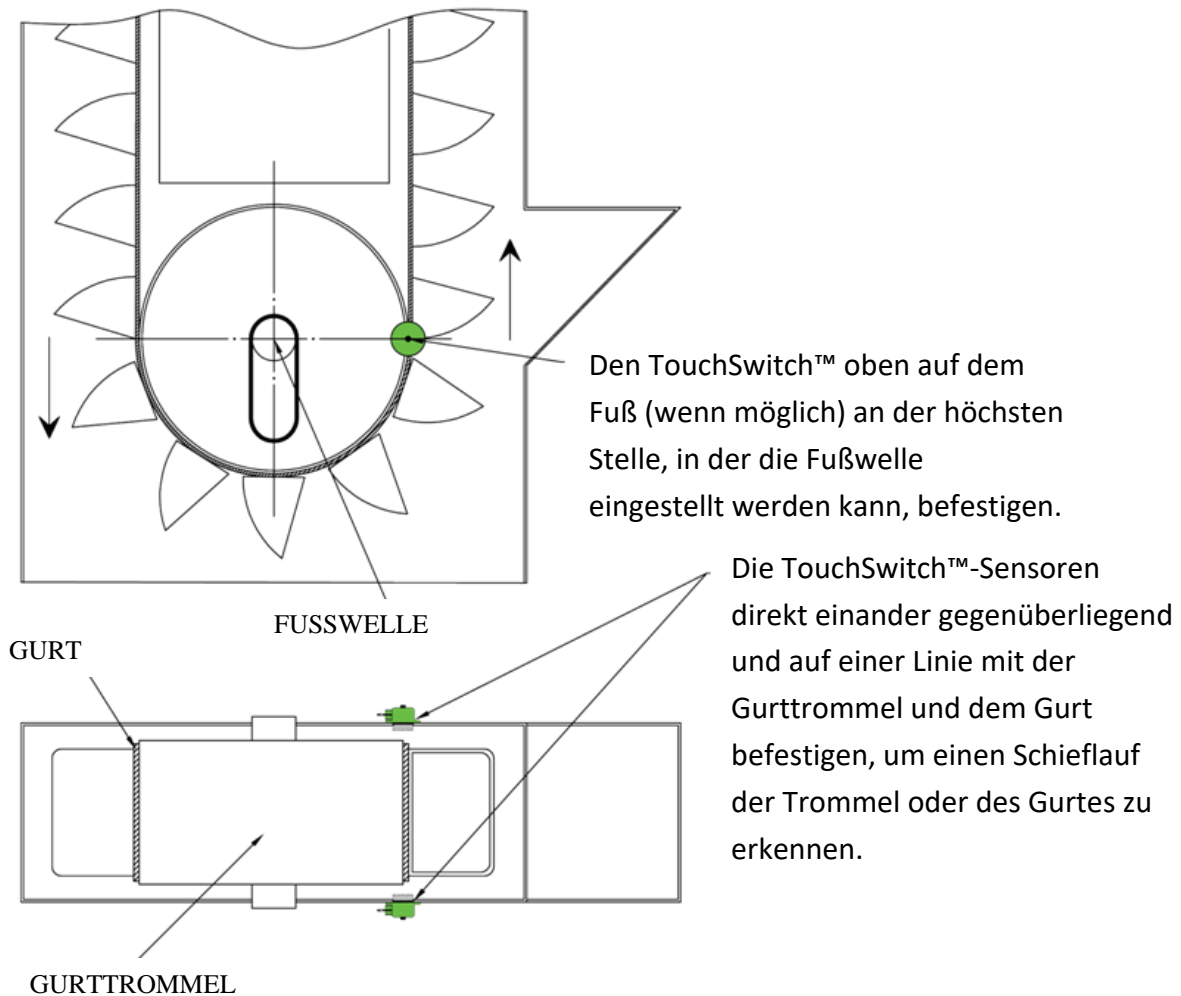 Den TouchSwitch™ oben auf dem
Fuß (wenn möglich) an der höchsten
Stelle, in der die Fußwelle
eingestellt werden kann, befestigen.
Die TouchSwitch™-Sensoren
direkt einander gegenüberliegend
und auf einer Linie mit der
Gurttrommel und dem Gurt
befestigen, um einen Schieflauf
der Trommel oder des Gurtes zu
erkennen.
FUSSWELLE
GURT
GURTTROMMEL